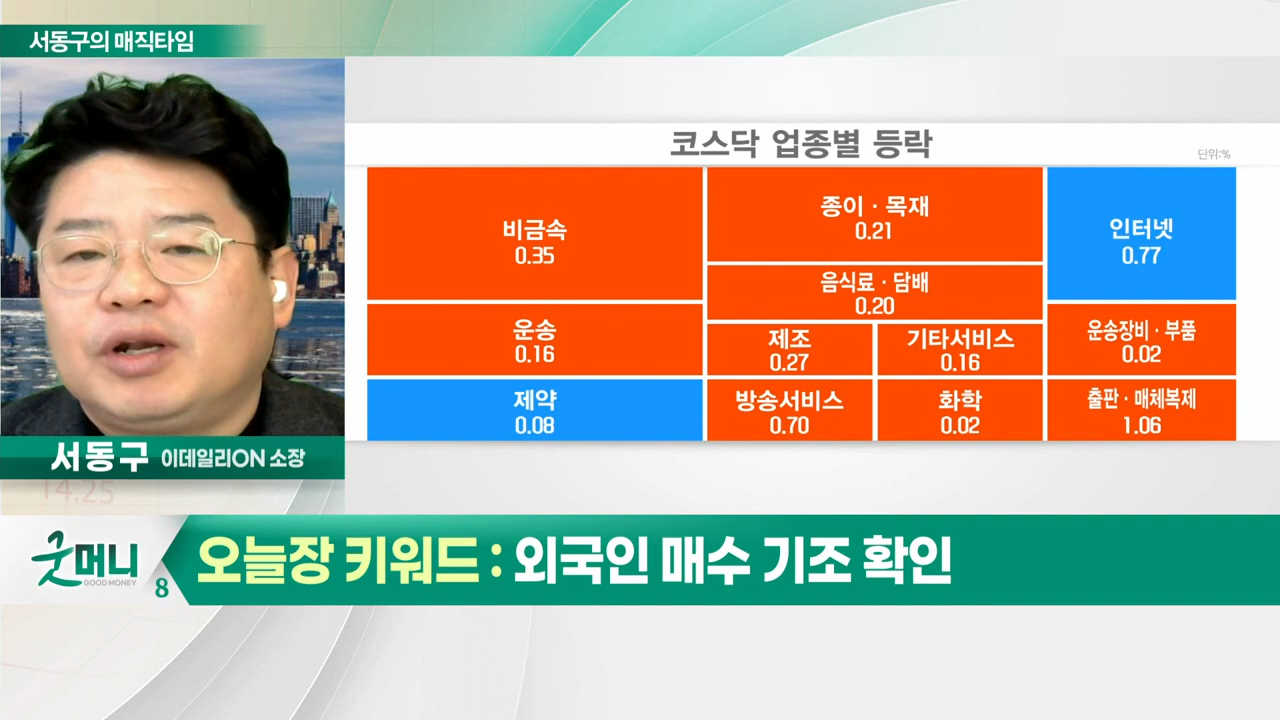 서동구의 매직타임
코스닥 업종별 등락
단위:%
비금속
0.35
종이·목재
0.21
인터넷
0.77
음식료·담배
0.20
운송
0.16
제조
0.27
기타서비스
0.16
운송장비·부품
0.02
제약
0.08
방송서비스
0.70
화학
0.02
출판·매체복제
1.06
서동구 이데일리ON 소장
14.25
굿머니
GOOD MONEY
8
오늘장 키워드 : 외국인 매수 기조 확인